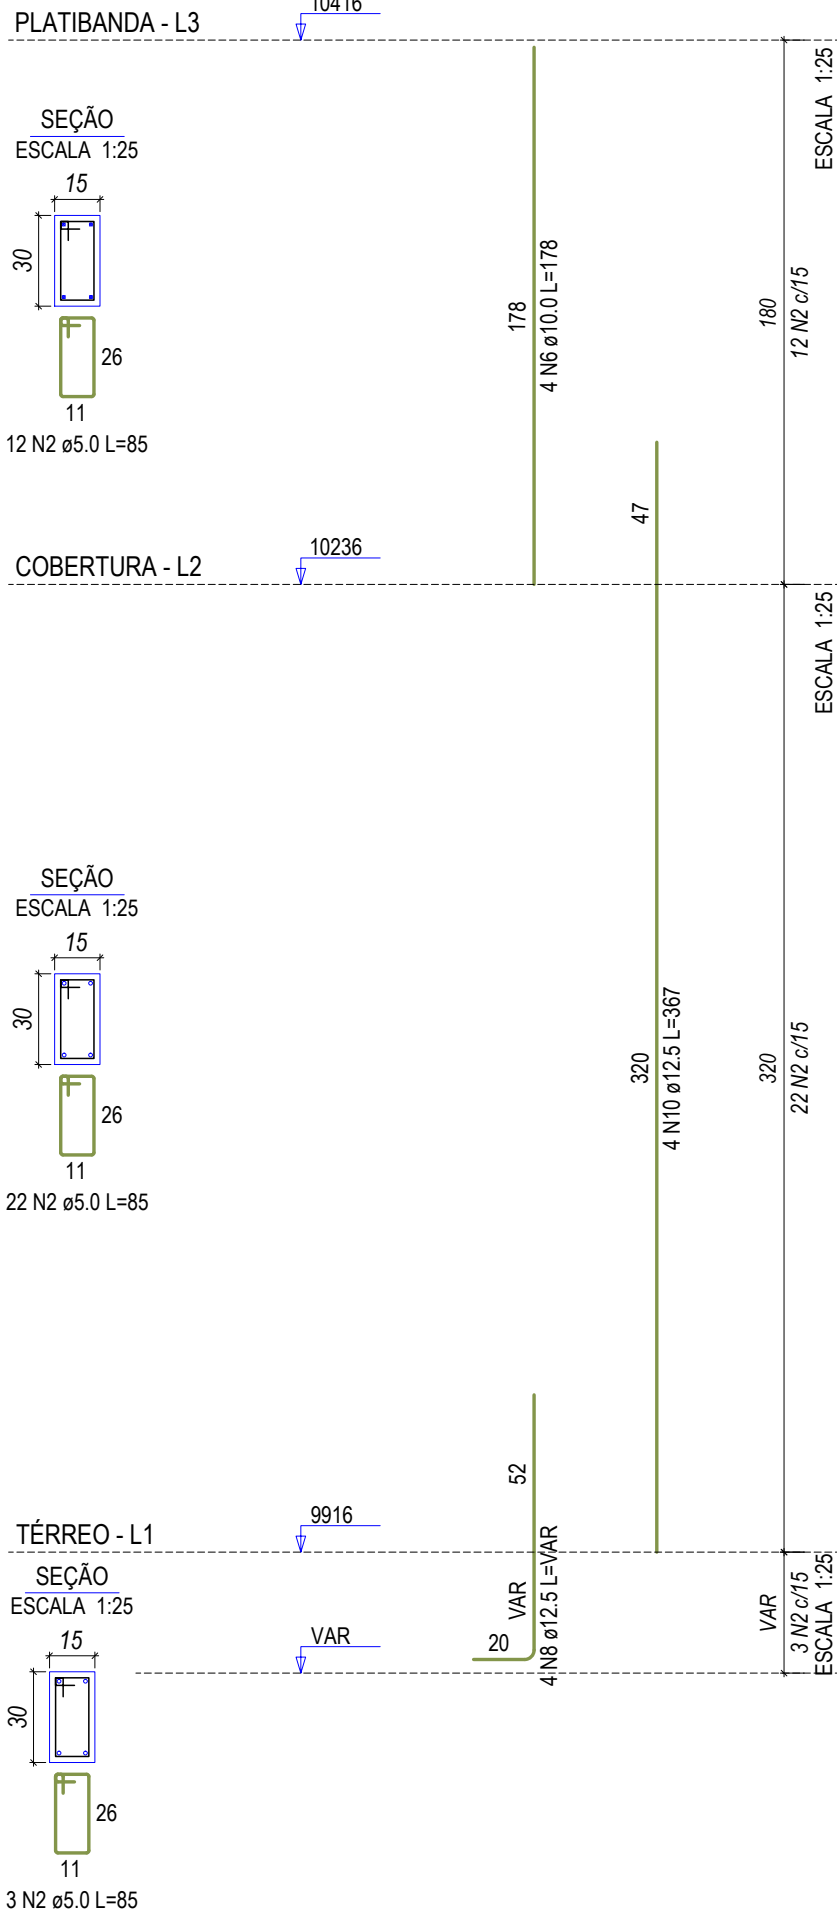 10416
PLATIBANDA - L3
ESCALA 1:25
SEÇÃO
ESCALA 1:25
15
30
26
11
12 N2 ø5.0 L=85
178
4 N6 ø10.0 L=178
180
12 N2 c/15
47
10236
COBERTURA - L2
ESCALA 1:25
SEÇÃO
ESCALA 1:25
15
30
26
11
22 N2 ø5.0 L=85
320
4 N10 ø12.5 L=367
320
22 N2 c/15
52
9916
TÉRREO - L1
SEÇÃO
ESCALA 1:25
15
30
26
11
3 N2 ø5.0 L=85
VAR
20
VAR
4 N8 ø12.5 L=VAR
VAR
3 N2 c/15
ESCALA 1:25